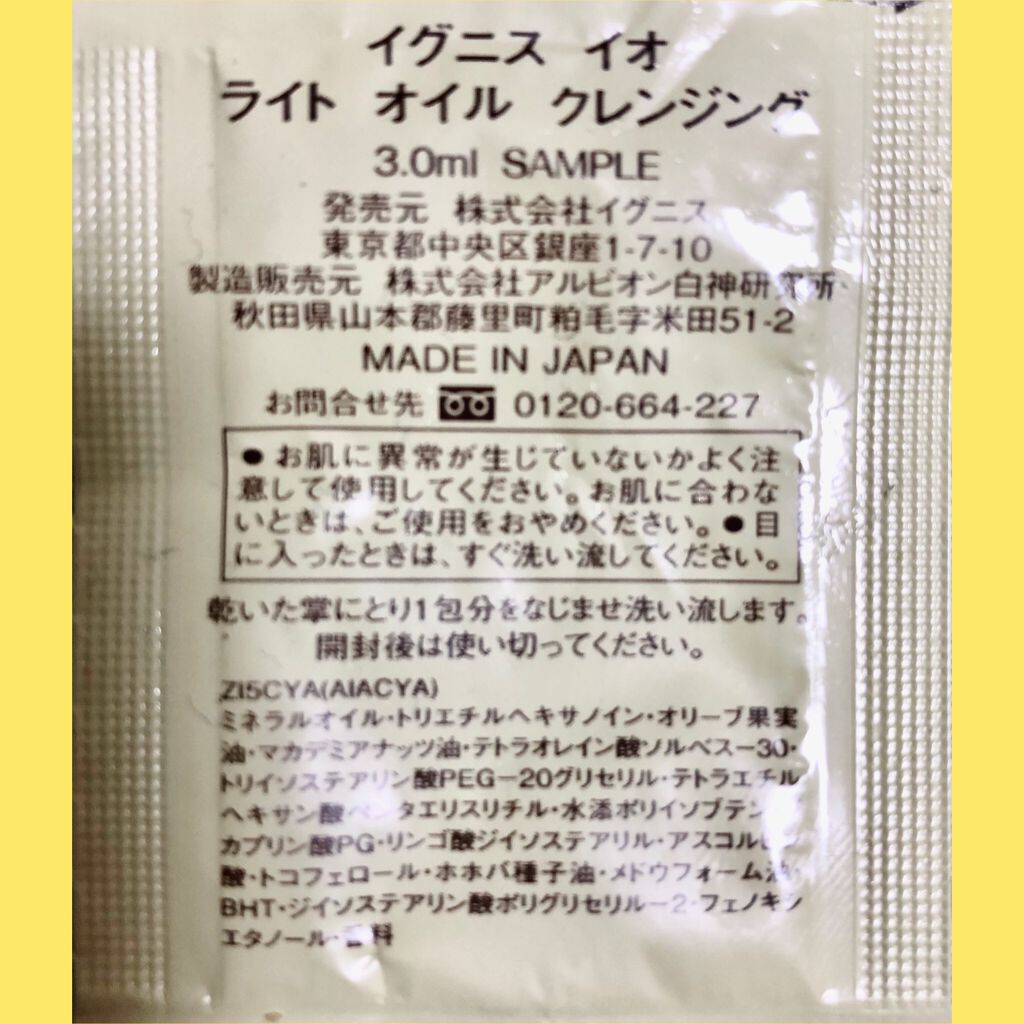 イグニス イオ
ライト オイル クレンジング
3.0ml SAMPLE
発売元 株式会社イグニス
東京都中央区銀座1-7-10
製造販売元 株式会社アルビオン白神研究所
秋田県山本郡藤里町粕毛字米田51-2
MADE IN JAPAN
お問合せ先 0120-664-227
●お肌に異常が生じていないかよく注
意して使用してください。お肌に合わな
いときは、ご使用をおやめください。●目
に入ったときは、すぐ洗い流してください。
乾いた掌にとり1包分をなじませ洗い流します。
開封後は使い切ってください。
ZI5CYA(AIACYA)
ミネラルオイル・トリエチルヘキサノイン・オリーブ果実
油・マカデミアナッツ油・テトラオレイン酸ソルベス-30・
トリイソステアリン酸PEG-20グリセリル・テトラエチル
ヘキサン酸ペンタエリスリチル・水添ポリイソブテン・
カプリン酸PG・リンゴ酸ジイソステアリル・アスコルビン
酸・トコフェロール・ホホバ種子油・メドウフォーム油・
BHT・ジイソステアリン酸ポリグリセリル-2・フェノキシ
エタノール・香料